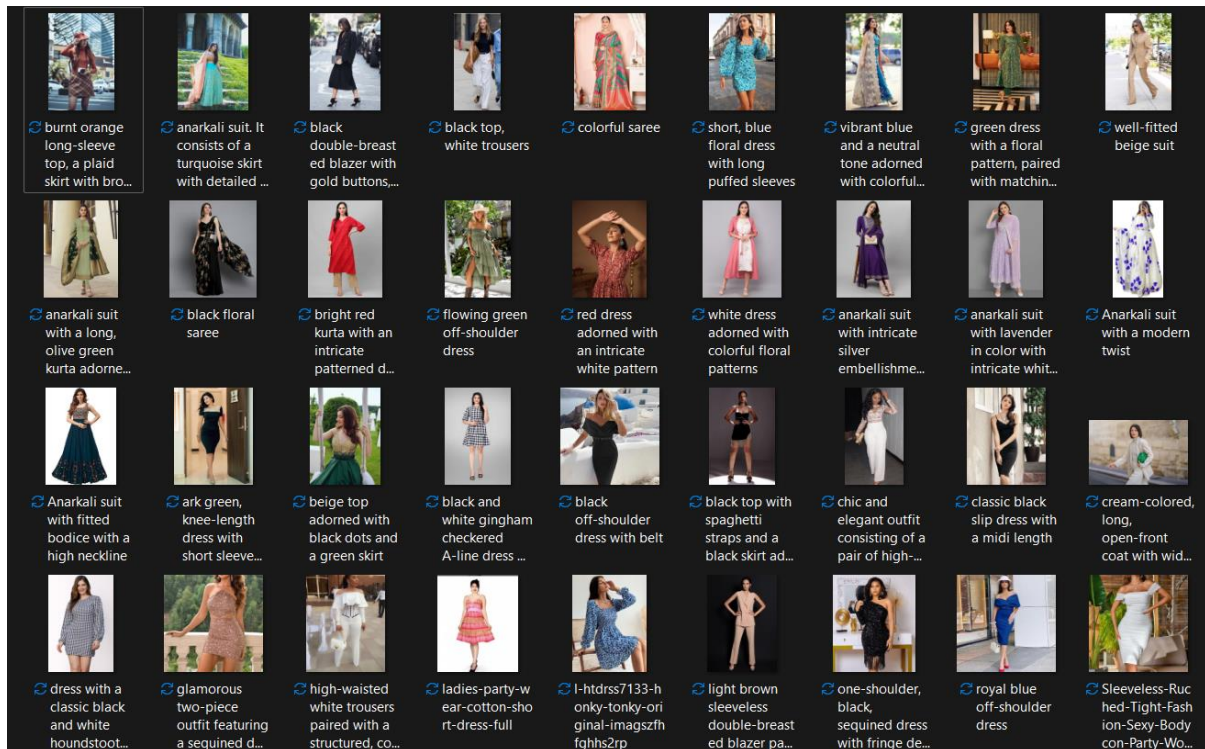 burnt orange
long-sleeve
top, a plaid
skirt with bro...
anarkali suit. It
consists of a
turquoise skirt
with detailed ...
black
double-breast
ed blazer with
gold buttons,...
black top,
white trousers
colorful saree
short, blue
floral dress
with long
puffed sleeves
vibrant blue
and a neutral
tone adorned
with colorful...
green dress
with a floral
pattern, paired
with matchin...
well-fitted
beige suit
anarkali suit
with a long,
olive green
kurta adorne...
black floral
saree
bright red
kurta with an
intricate
patterned d...
flowing green
off-shoulder
dress
red dress
adorned with
an intricate
white pattern
white dress
adorned with
colorful floral
patterns
anarkali suit
with intricate
silver
embellishme...
anarkali suit
with lavender
in color with
intricate whit...
Anarkali suit
with a modern
twist
Anarkali suit
with fitted
bodice with a
high neckline
ark green,
knee-length
dress with
short sleeve...
beige top
adorned with
black dots and
a green skirt
black and
white gingham
checkered
A-line dress ...
black
off-shoulder
dress with belt
black top with
spaghetti
straps and a
black skirt ad...
chic and
elegant outfit
consisting of a
pair of high-...
classic black
slip dress with
a midi length
cream-colored,
long,
open-front
coat with wid...
dress with a
classic black
and white
houndstoot...
glamorous
two-piece
outfit featuring
a sequined d...
high-waisted
white trousers
paired with a
structured, co...
ladies-party-w
ear-cotton-sho
rt-dress-full
l-htdrss7133-h
onky-tonky-ori
ginal-imagszfh
fghhs2rp
light brown
sleeveless
double-breast
ed blazer pa...
one-shoulder,
black,
sequined dress
with fringe de...
royal blue
off-shoulder
dress
Sleeveless-Ruc
hed-Tight-Fash
ion-Sexy-Body
con-Party-Wo...